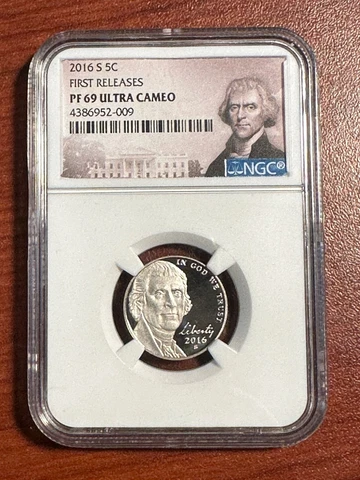 2016 S 5C
FIRST RELEASES
PF 69 ULTRA CAMEO
4386952-009
NGC®
IN GOD WE TRUST
Liberty
2016
S